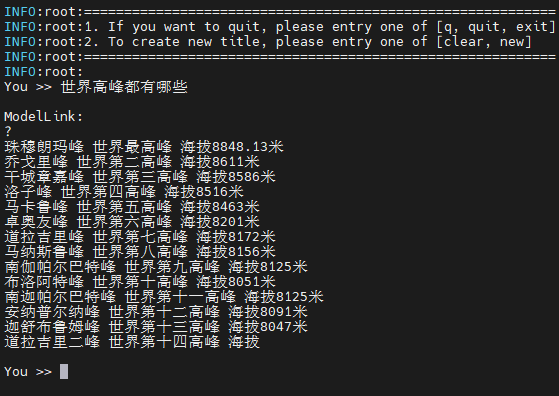 INFO:root:========================================================
INFO:root:1. If you want to quit, please entry one of [q, quit, exit]
INFO:root:2. To create new title, please entry one of [clear, new]
INFO:root:========================================================
INFO:root:
You >> 世界高峰都有哪些
ModelLink:
?
珠穆朗玛峰 世界最高峰 海拔8848.13米
乔戈里峰 世界第二高峰 海拔8611米
干城章嘉峰 世界第三高峰 海拔8586米
洛子峰 世界第四高峰 海拔8516米
马卡鲁峰 世界第五高峰 海拔8463米
卓奥友峰 世界第六高峰 海拔8201米
道拉吉里峰 世界第七高峰 海拔8172米
马纳斯鲁峰 世界第八高峰 海拔8156米
南伽帕尔巴特峰 世界第九高峰 海拔8125米
布洛阿特峰 世界第十高峰 海拔8051米
南迦帕尔巴特峰 世界第十一高峰 海拔8125米
安纳普尔纳峰 世界第十二高峰 海拔8091米
迦舒布鲁姆峰 世界第十三高峰 海拔8047米
道拉吉里二峰 世界第十四高峰 海拔
You >>